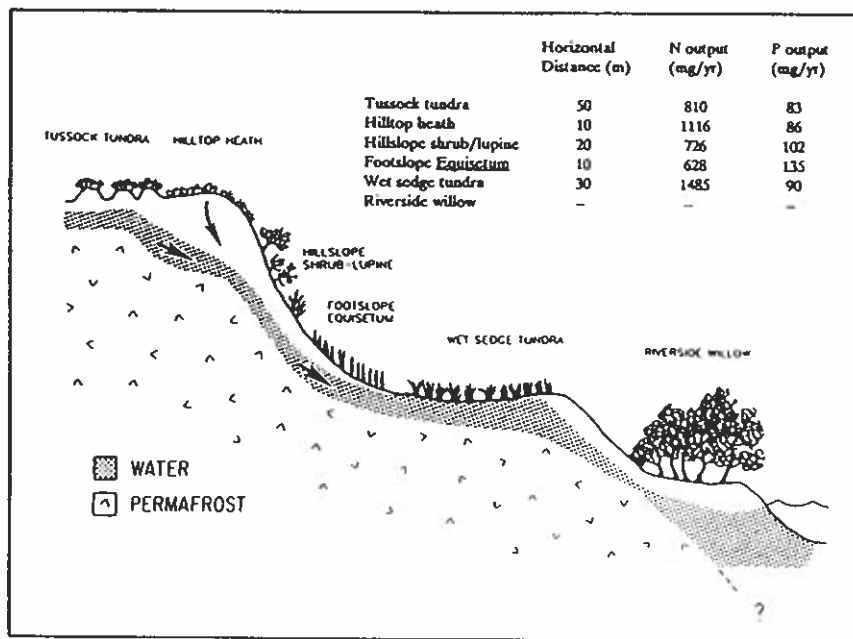 Horizontal N output P output
Distance (m) (mg/yr) (mg/yr)
Tussock tundra 50 810 83
Hilltop heath 10 1116 86
Hillslope shrub/lupine 20 726 102
Footslope Equisetum 10 628 135
Wet sedge tundra 30 1485 90
Riverside willow – – –
TUSSOCK TUNDRA HILLTOP HEATH
HILLSLOPE
SHRUB-LUPINE
FOOTSLOPE
EQUISETUM
WET SEDGE TUNDRA
RIVERSIDE WILLOW
WATER
PERMAFROST
?